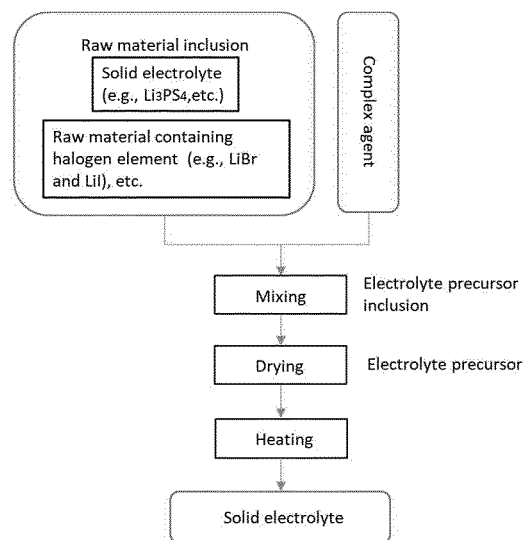 Raw material inclusion
Solid electrolyte
(e.g., Li3PS4,etc.)
Raw material containing
halogen element (e.g., LiBr
and LiI), etc.
Complex agent
Mixing
Electrolyte precursor
inclusion
Drying
Electrolyte precursor
Heating
Solid electrolyte